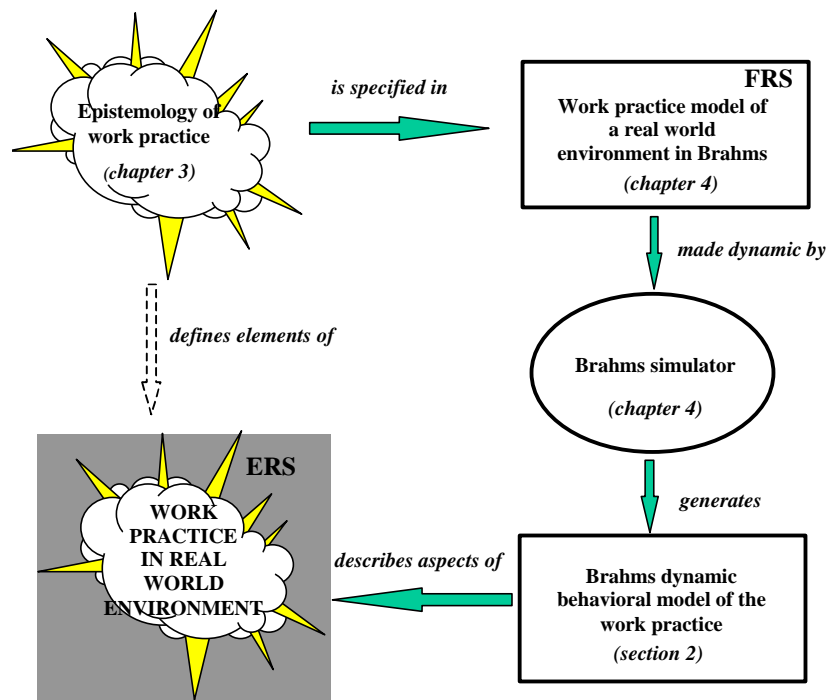 Epistemology of
work practice
(chapter 3)
is specified in
FRS
Work practice model of
a real world
environment in Brahms
(chapter 4)
made dynamic by
defines elements of
Brahms simulator
(chapter 4)
generates
ERS
WORK
PRACTICE
IN REAL
WORLD
ENVIRONMENT
describes aspects of
Brahms dynamic
behavioral model of the
work practice
(section 2)